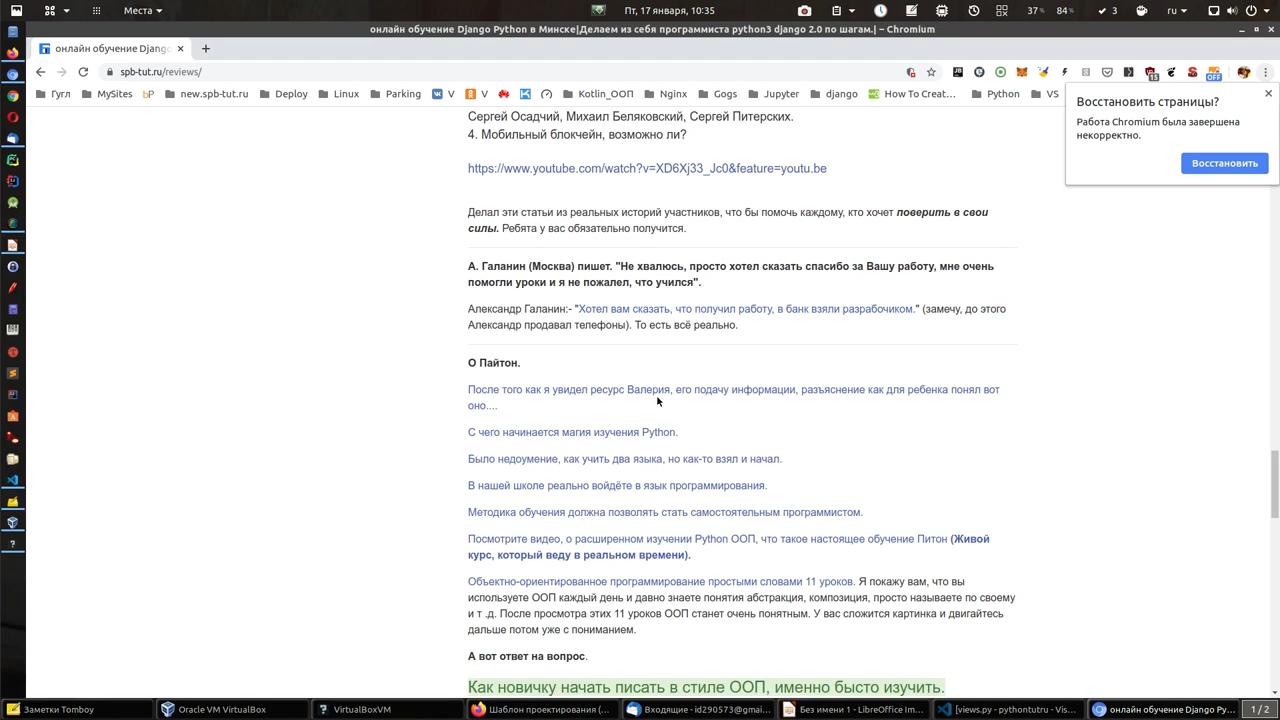 Места
Пт, 17 января, 10:35
37 %
84 %
3
ru
онлайн обучение Django Python в Минске|Делаем из себя программиста python3 django 2.0 по шагам.| – Chromium
онлайн обучение Django
spb-tut.ru/reviews/
15
OFF
Гугл
MySites
new.spb-tut.ru
Deploy
Linux
Parking
V
V
Kotlin_ООП
Nginx
Gogs
Jupyter
django
How To Creat…
Python
VS
Восстановить страницы?
Работа Chromium была завершена
некорректно.
Восстановить
Сергей Осадчий, Михаил Беляковский, Сергей Питерских.
4. Мобильный блокчейн, возможно ли?
https://www.youtube.com/watch?v=XD6Xj33_Jc0&feature=youtu.be
Делал эти статьи из реальных историй участников, что бы помочь каждому, кто хочет поверить в свои
силы. Ребята у вас обязательно получится.
А. Галанин (Москва) пишет. "Не хвалюсь, просто хотел сказать спасибо за Вашу работу, мне очень
помогли уроки и я не пожалел, что учился".
Александр Галанин:- "Хотел вам сказать, что получил работу, в банк взяли разрабочиком." (замечу, до этого
Александр продавал телефоны). То есть всё реально.
О Пайтон.
После того как я увидел ресурс Валерия, его подачу информации, разъяснение как для ребенка понял вот
оно....
С чего начинается магия изучения Python.
Было недоумение, как учить два языка, но как-то взял и начал.
В нашей школе реально войдёте в язык программирования.
Методика обучения должна позволять стать самостоятельным программистом.
Посмотрите видео, о расширенном изучении Python ООП, что такое настоящее обучение Питон (Живой
курс, который веду в реальном времени).
Объектно-ориентированное программирование простыми словами 11 уроков. Я покажу вам, что вы
используете ООП каждый день и давно знаете понятия абстракция, композиция, просто называете по своему
и т .д. После просмотра этих 11 уроков ООП станет очень понятным. У вас сложится картинка и двигайтесь
дальше потом уже с пониманием.
А вот ответ на вопрос.
Как новичку начать писать в стиле ООП, именно бысто изучить.
Заметки Tomboy
Oracle VM VirtualBox
VirtualBoxVM
Шаблон проектирования (…
Входящие - id290573@gmai…
Без имени 1 - LibreOffice Im…
[views.py - pythontutru - Vis…
онлайн обучение Django Py…
1 / 2